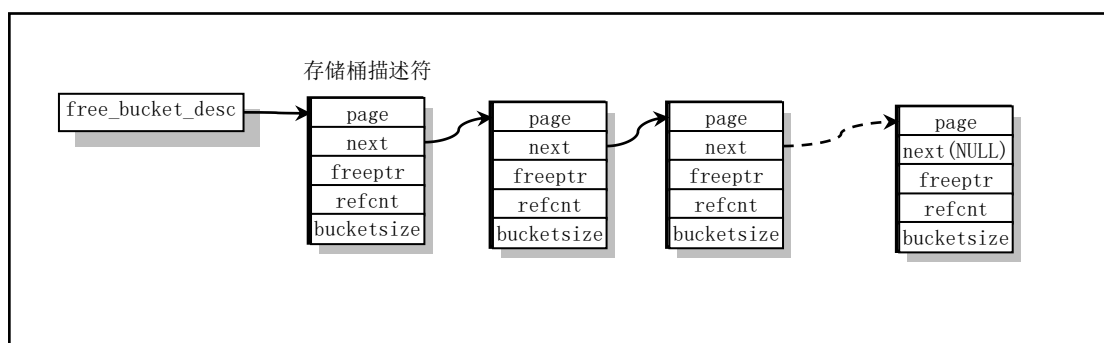 存储桶描述符
free_bucket_desc
page
next
freeptr
refcnt
bucketsize
page
next
freeptr
refcnt
bucketsize
page
next
freeptr
refcnt
bucketsize
page
next(NULL)
freeptr
refcnt
bucketsize